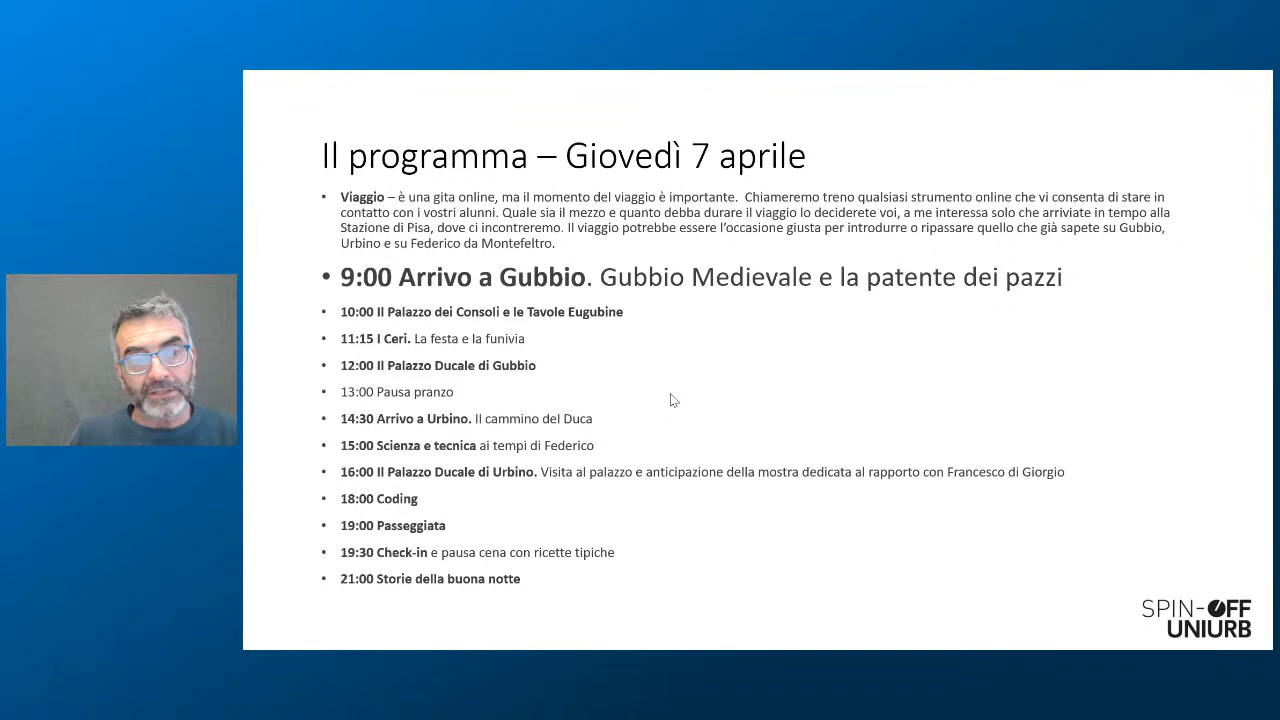 Il programma – Giovedì 7 aprile
• Viaggio – è una gita online, ma il momento del viaggio è importante. Chiameremo treno qualsiasi strumento online che vi consenta di stare in
contatto con i vostri alunni. Quale sia il mezzo e quanto debba durare il viaggio lo deciderete voi, a me interessa solo che arriviate in tempo alla
Stazione di Pisa, dove ci incontreremo. Il viaggio potrebbe essere l'occasione giusta per introdurre o ripassare quello che già sapete su Gubbio,
Urbino e su Federico da Montefeltro.
• 9:00 Arrivo a Gubbio. Gubbio Medievale e la patente dei pazzi
• 10:00 Il Palazzo dei Consoli e le Tavole Eugubine
• 11:15 I Ceri. La festa e la funivia
• 12:00 Il Palazzo Ducale di Gubbio
• 13:00 Pausa pranzo
• 14:30 Arrivo a Urbino. Il cammino del Duca
• 15:00 Scienza e tecnica ai tempi di Federico
• 16:00 Il Palazzo Ducale di Urbino. Visita al palazzo e anticipazione della mostra dedicata al rapporto con Francesco di Giorgio
• 18:00 Coding
• 19:00 Passeggiata
• 19:30 Check-in e pausa cena con ricette tipiche
• 21:00 Storie della buona notte
SPIN-OFF
UNIURB